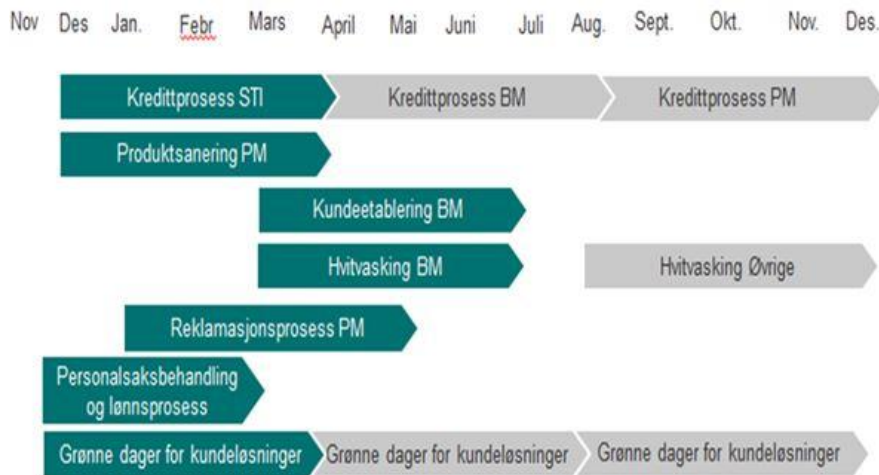 Nov Des Jan. Febr Mars April Mai Juni Juli Aug. Sept. Okt. Nov. Des.
Kredittprosess STI Kredittprosess BM Kredittprosess PM
Produktsanering PM
Kundeetablering BM
Hvitvasking BM Hvitvasking Øvrige
Reklamasjonsprosess PM
Personalsaksbehandling
og lønnsprosess
Grønne dager for kundeløsninger Grønne dager for kundeløsninger Grønne dager for kundeløsninger